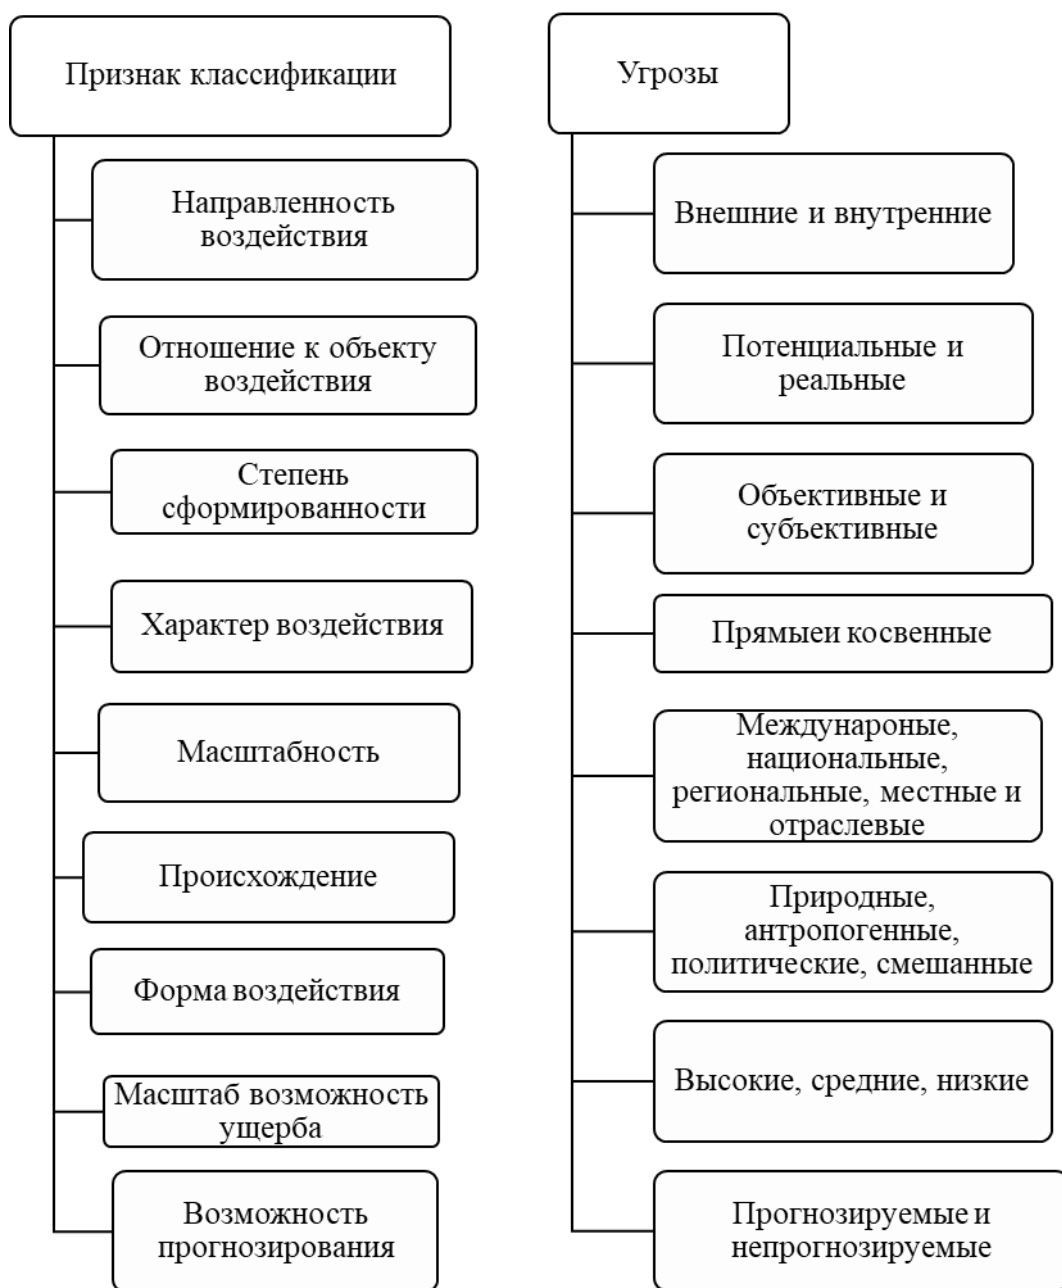 Признак классификации
Направленность
воздействия
Отношение к объекту
воздействия
Степень
сформированности
Характер воздействия
Масштабность
Происхождение
Форма воздействия
Масштаб возможность
ущерба
Возможность
прогнозирования
Угрозы
Внешние и внутренние
Потенциальные и
реальные
Объективные и
субъективные
Прямыеи косвенные
Междунароные,
национальные,
региональные, местные и
отраслевые
Природные,
антропогенные,
политические, смешанные
Высокие, средние, низкие
Прогнозируемые и
непрогнозируемые